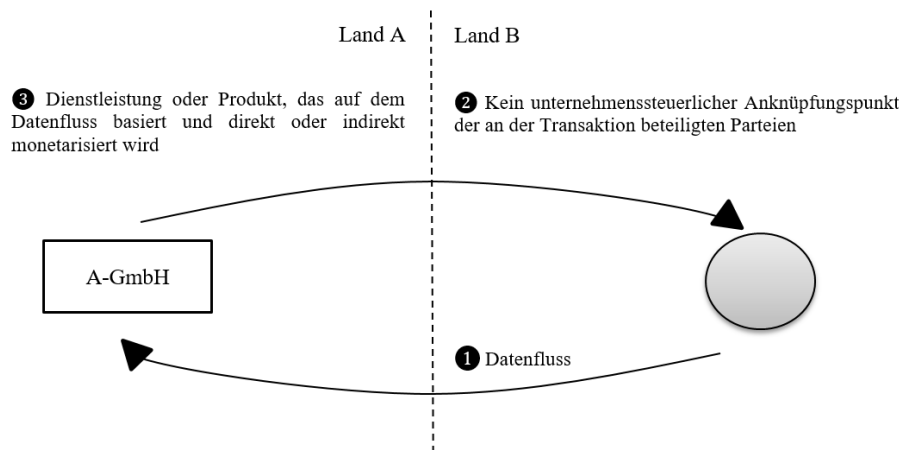 Land A
Land B
❸ Dienstleistung oder Produkt, das auf dem
Datenfluss basiert und direkt oder indirekt
monetarisiert wird
❷ Kein unternehmenssteuerlicher Anknüpfungspunkt
der an der Transaktion beteiligten Parteien
A-GmbH
❶ Datenfluss